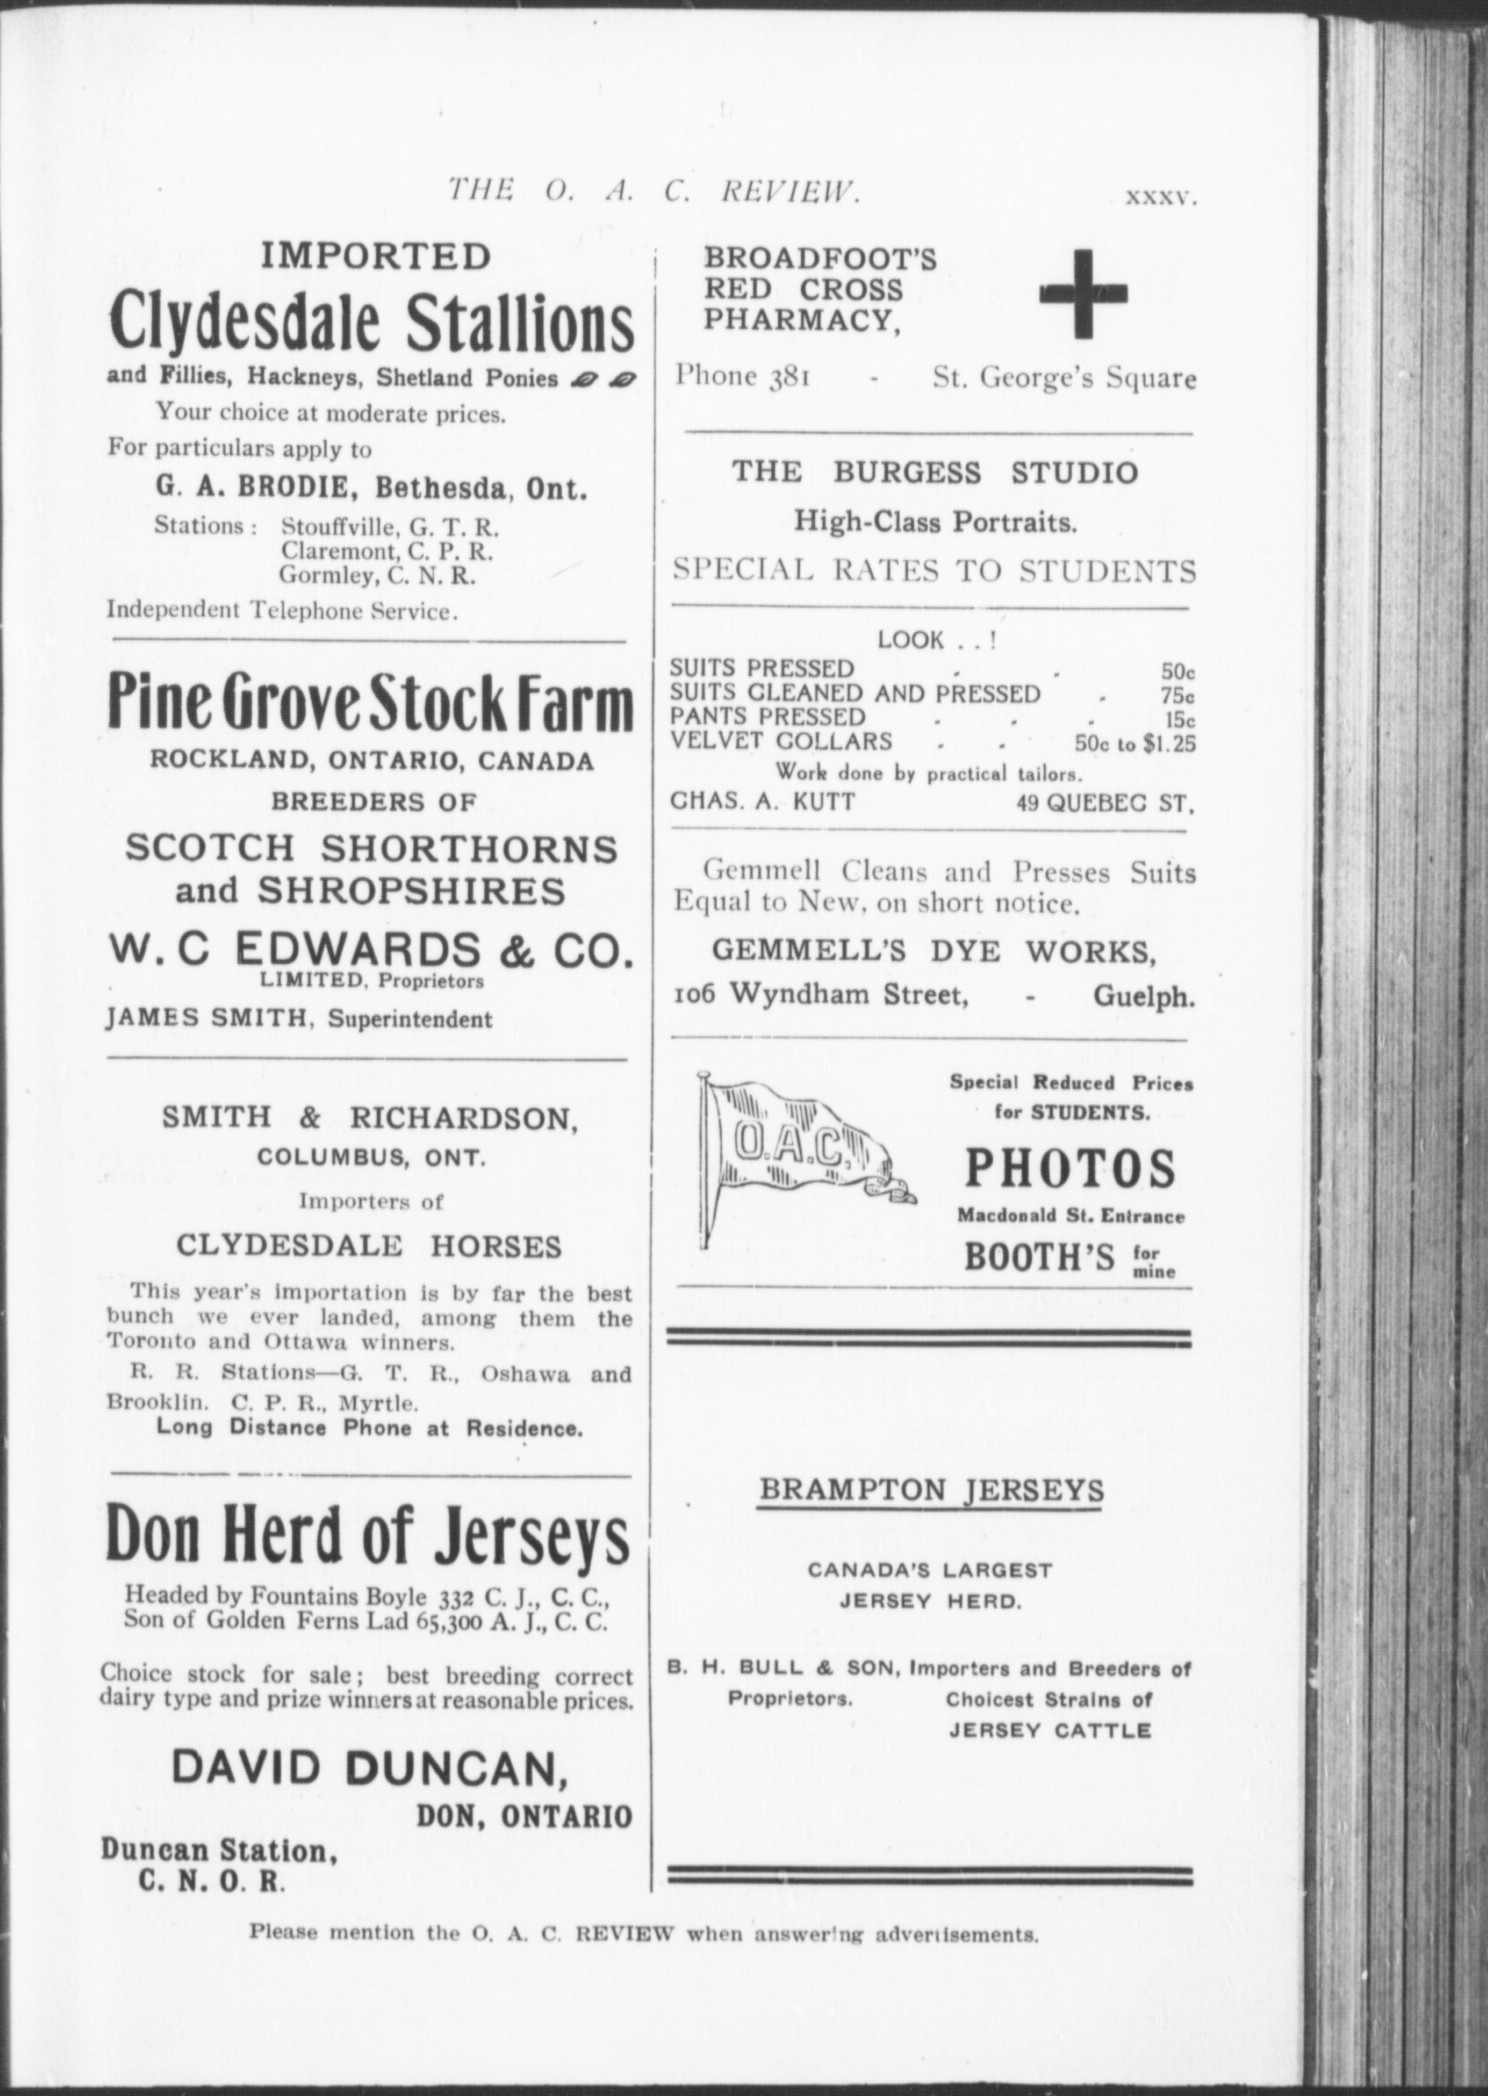 THE O. A. C. REVIEW. xxxv.
IMPORTED
Clydesdale Stallions
and Fillies, Hackneys, Shetland Ponies
Your choice at moderate prices.
For particulars apply to
G. A. BRODIE, Bethesda, Ont.
Stations : Stouffville, G. T. R.
Claremont, C. P. R.
Gormley, C. N. R.
Independent Telephone Service.
Pine Grove Stock Farm
ROCKLAND, ONTARIO, CANADA
BREEDERS OF
SCOTCH SHORTHORNS
and SHROPSHIRES
W. C EDWARDS & CO.
LIMITED, Proprietors
JAMES SMITH, Superintendent
SMITH & RICHARDSON,
COLUMBUS, ONT.
Importers of
CLYDESDALE HORSES
This year's importation is by far the best
bunch we ever landed, among them the
Toronto and Ottawa winners.
R. R. Stations—G. T. R., Oshawa and
Brooklin. C. P. R., Myrtle.
Long Distance Phone at Residence.
Don Herd of Jerseys
Headed by Fountains Boyle 332 C. J., C. C.,
Son of Golden Ferns Lad 65,300 A. J., C. C.
Choice stock for sale; best breeding correct
dairy type and prize winners at reasonable prices.
DAVID DUNCAN,
DON, ONTARIO
Duncan Station,
C. N. O. R.
BROADFOOT'S
RED CROSS
PHARMACY,
Phone 381 - St. George's Square
THE BURGESS STUDIO
High-Class Portraits.
SPECIAL RATES TO STUDENTS
LOOK . . !
SUITS PRESSED - - 50c
SUITS CLEANED AND PRESSED - 75c
PANTS PRESSED - - - 15c
VELVET COLLARS - - 50c to $1.25
Work done by practical tailors.
CHAS. A. KUTT 49 QUEBEC ST,
Gemmell Cleans and Presses Suits
Equal to New, on short notice.
GEMMELL'S DYE WORKS,
106 Wyndham Street, - Guelph.
O.A.C.
Special Reduced Prices
for STUDENTS.
PHOTOS
Macdonald St. Entrance
BOOTH'S for
mine
BRAMPTON JERSEYS
CANADA'S LARGEST
JERSEY HERD.
B. H. BULL & SON, Importers and Breeders of
Proprietors. Choicest Strains of
JERSEY CATTLE
Please mention the O. A. C. REVIEW when answering advertisements.